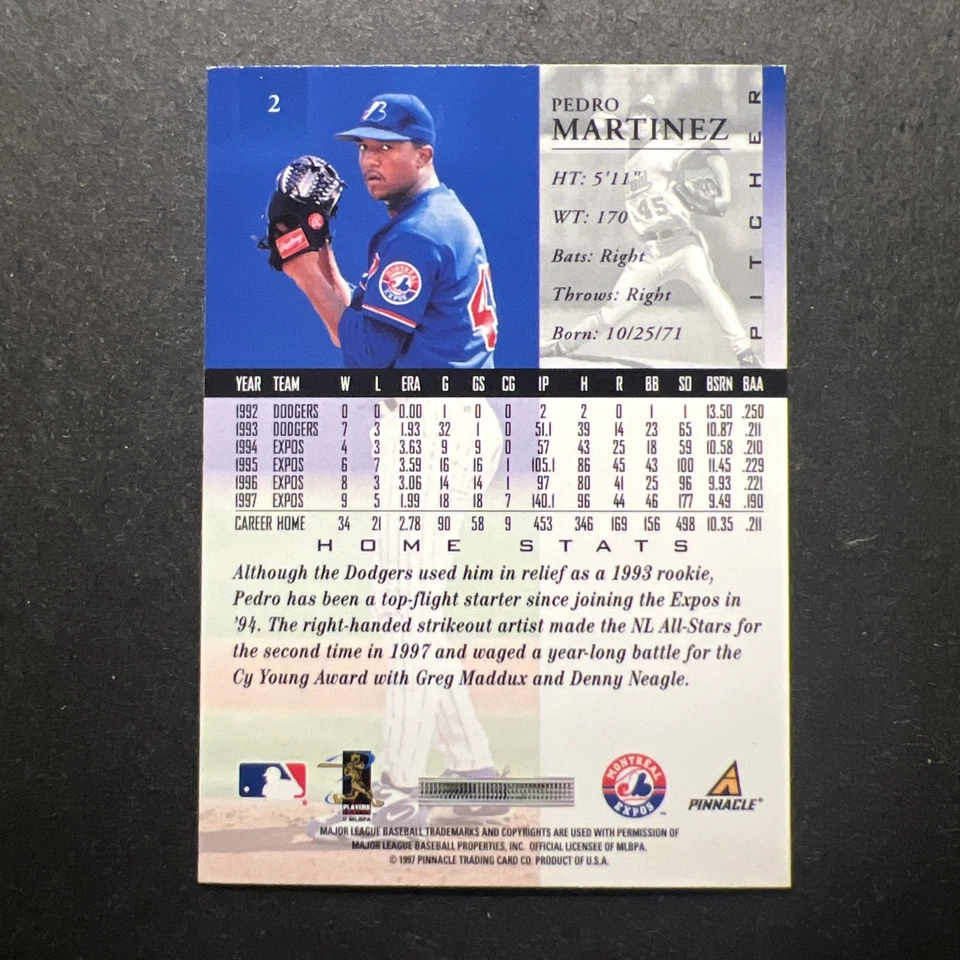 2
PEDRO
MARTINEZ
HT: 5'11"
WT: 170
Bats: Right
Throws: Right
Born: 10/25/71
PITCHER
45
4
MONTRÉAL
EXPOS
YEAR TEAM W L ERA G GS CG IP H R BB SO BSRN BAA
1992 DODGERS 0 0 0.00 1 0 0 2 2 0 1 1 13.50 .250
1993 DODGERS 7 3 1.93 32 1 0 51.1 39 14 23 65 10.87 .211
1994 EXPOS 4 3 3.63 9 9 0 57 43 25 18 59 10.58 .210
1995 EXPOS 6 7 3.59 16 16 1 105.1 86 45 43 100 11.45 .229
1996 EXPOS 8 3 3.06 14 14 1 97 80 41 25 96 9.93 .221
1997 EXPOS 9 5 1.99 18 18 7 140.1 96 44 46 177 9.49 .190
CAREER HOME 34 21 2.78 90 58 9 453 346 169 156 498 10.35 .211
HOME STATS
Although the Dodgers used him in relief as a 1993 rookie,
Pedro has been a top-flight starter since joining the Expos in
'94. The right-handed strikeout artist made the NL All-Stars for
the second time in 1997 and waged a year-long battle for the
Cy Young Award with Greg Maddux and Denny Neagle.
PLAYERS
© MLBPA
MONTRÉAL
EXPOS
™
PINNACLE®
MAJOR LEAGUE BASEBALL TRADEMARKS AND COPYRIGHTS ARE USED WITH PERMISSION OF
MAJOR LEAGUE BASEBALL PROPERTIES, INC. OFFICIAL LICENSEE OF MLBPA.
© 1997 PINNACLE TRADING CARD CO. PRODUCT OF U.S.A.